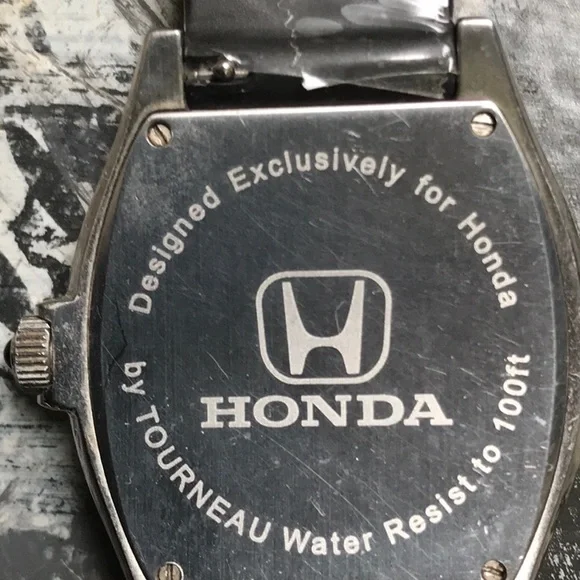 Designed Exclusively for Honda
HONDA
by TOURNEAU Water Resist to 100ft